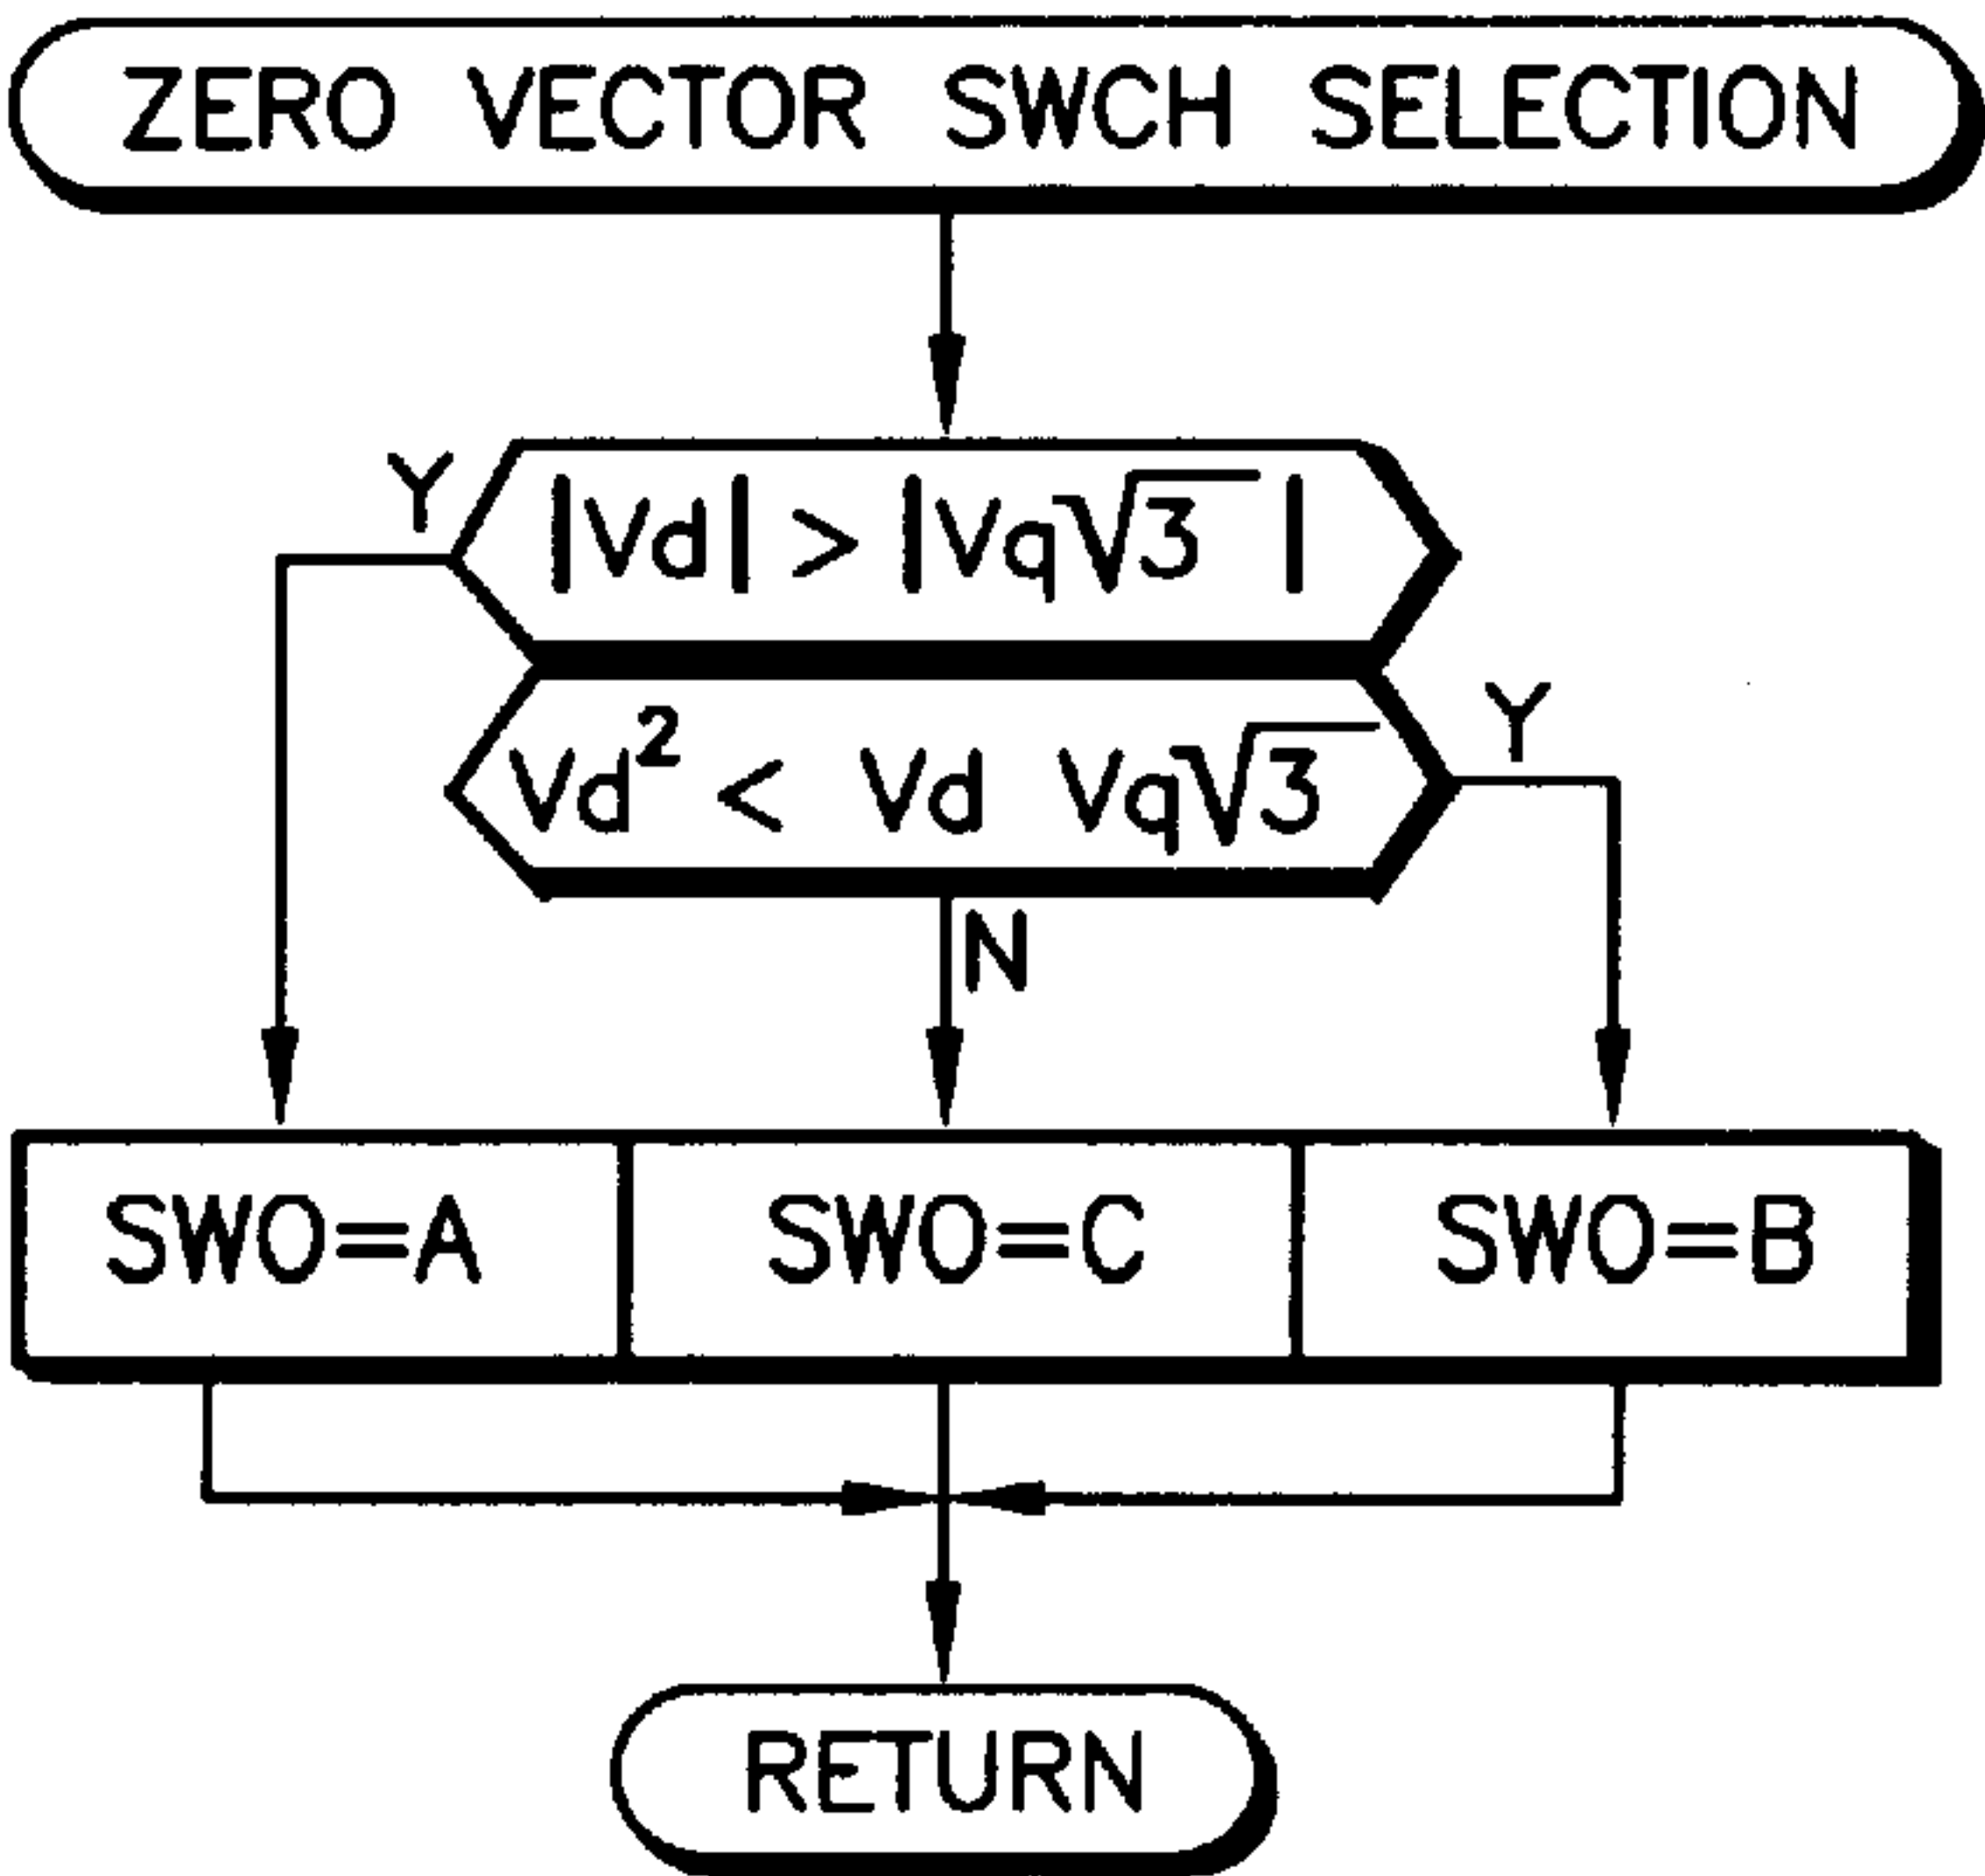 ZERO VECTOR SWCH SELECTION
Y
|Vd| > |Vq√3|
Vd² < Vd Vq√3
Y
N
SWO=A
SWO=C
SWO=B
RETURN